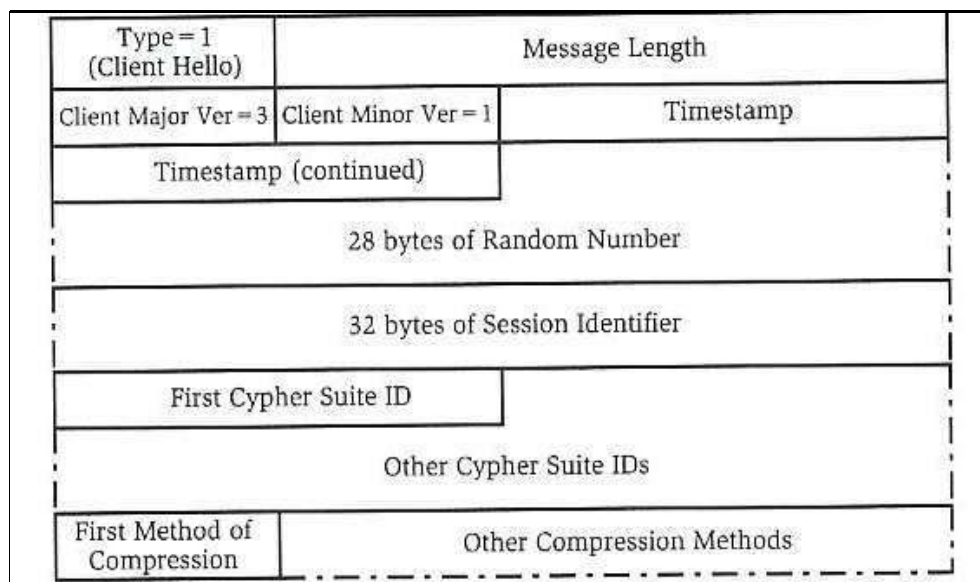 Type = 1
(Client Hello)
Message Length
Client Major Ver = 3
Client Minor Ver = 1
Timestamp
Timestamp (continued)
28 bytes of Random Number
32 bytes of Session Identifier
First Cypher Suite ID
Other Cypher Suite IDs
First Method of
Compression
Other Compression Methods